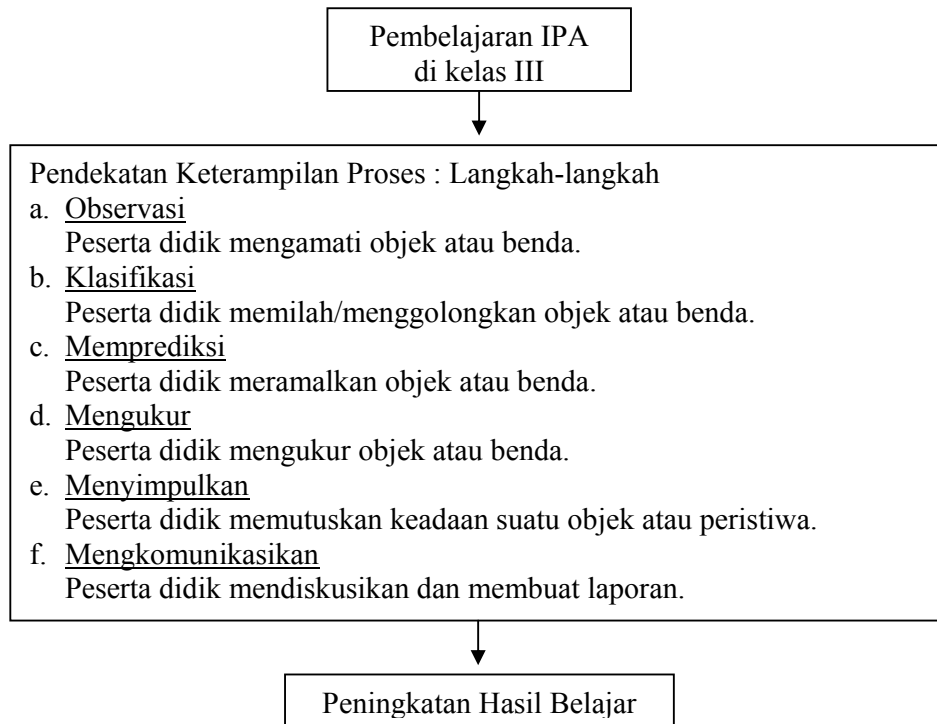 Pembelajaran IPA
di kelas III
Pendekatan Keterampilan Proses : Langkah-langkah
a. Observasi
Peserta didik mengamati objek atau benda.
b. Klasifikasi
Peserta didik memilah/menggolongkan objek atau benda.
c. Memprediksi
Peserta didik meramalkan objek atau benda.
d. Mengukur
Peserta didik mengukur objek atau benda.
e. Menyimpulkan
Peserta didik memutuskan keadaan suatu objek atau peristiwa.
f. Mengkomunikasikan
Peserta didik mendiskusikan dan membuat laporan.
Peningkatan Hasil Belajar